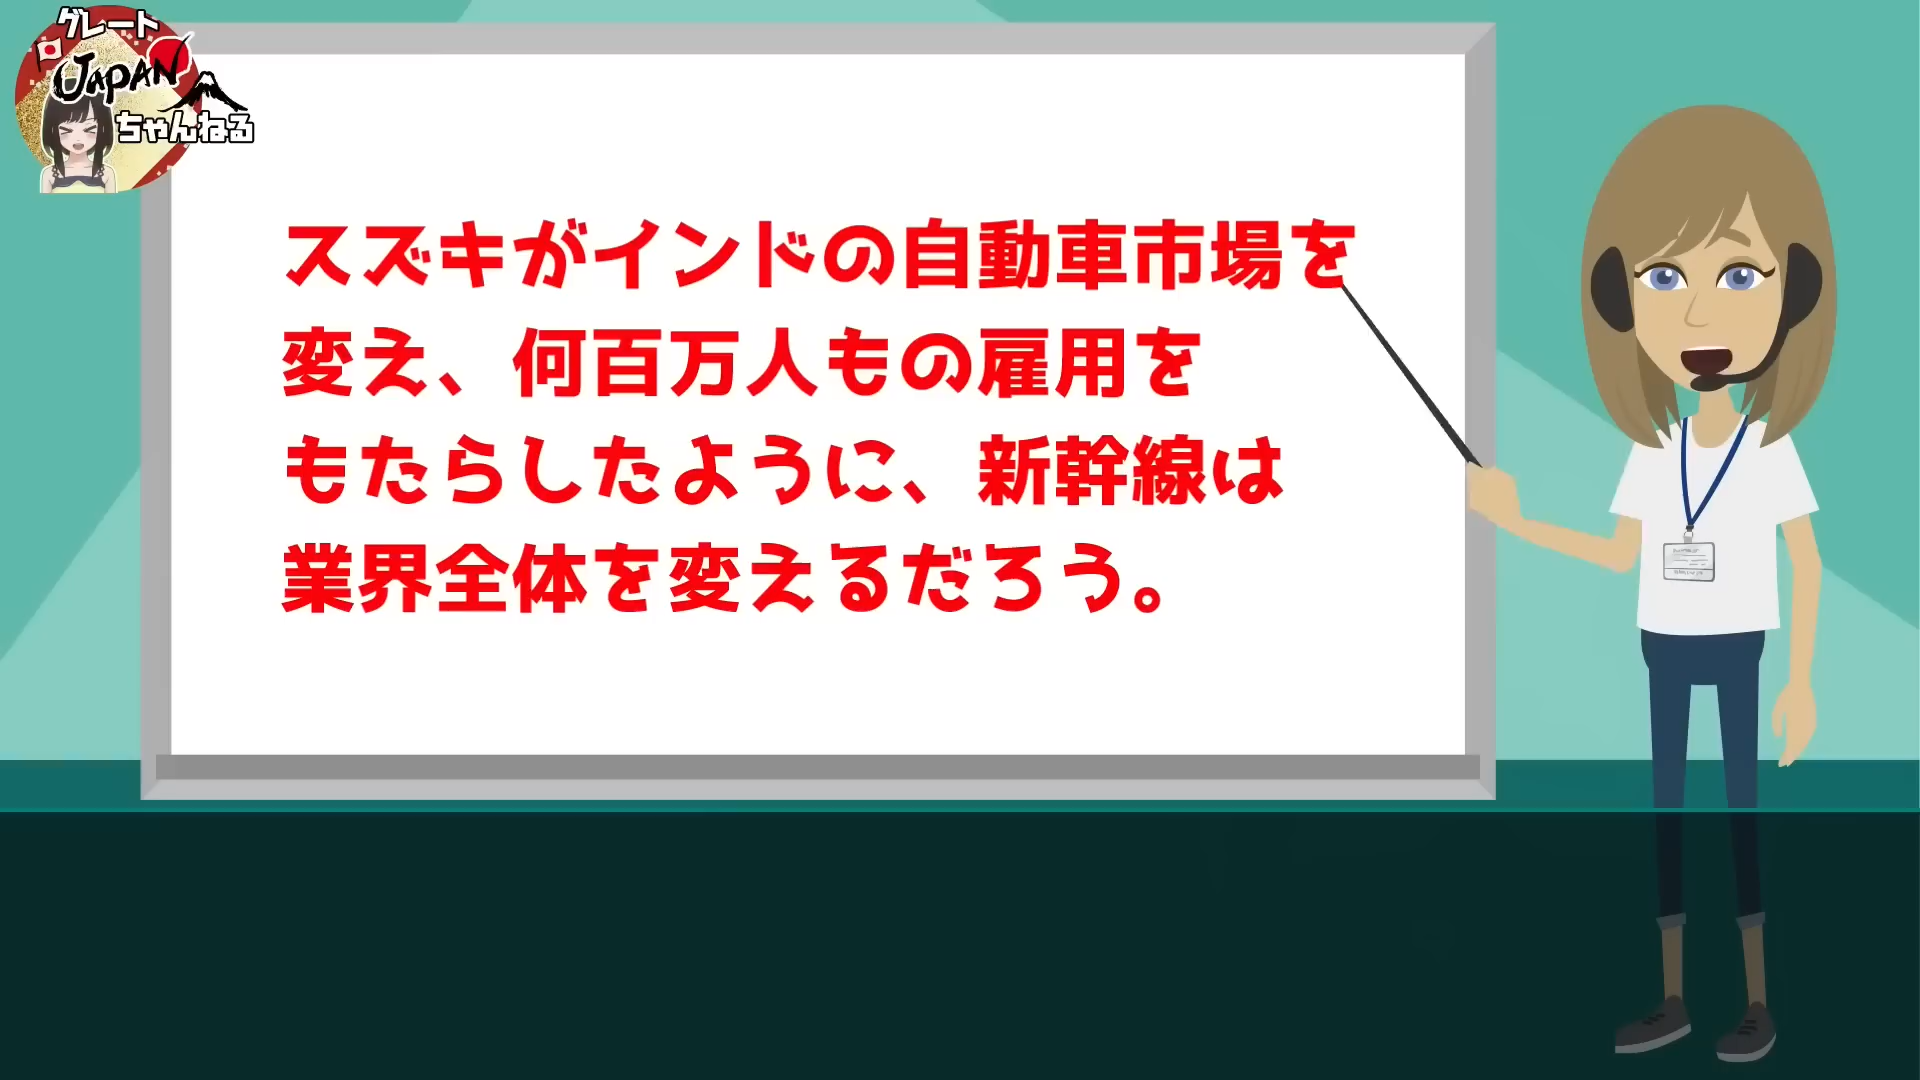 グレート
JAPAN
ちゃんねる
スズキがインドの自動車市場を
変え、何百万人もの雇用を
もたらしたように、新幹線は
業界全体を変えるだろう。